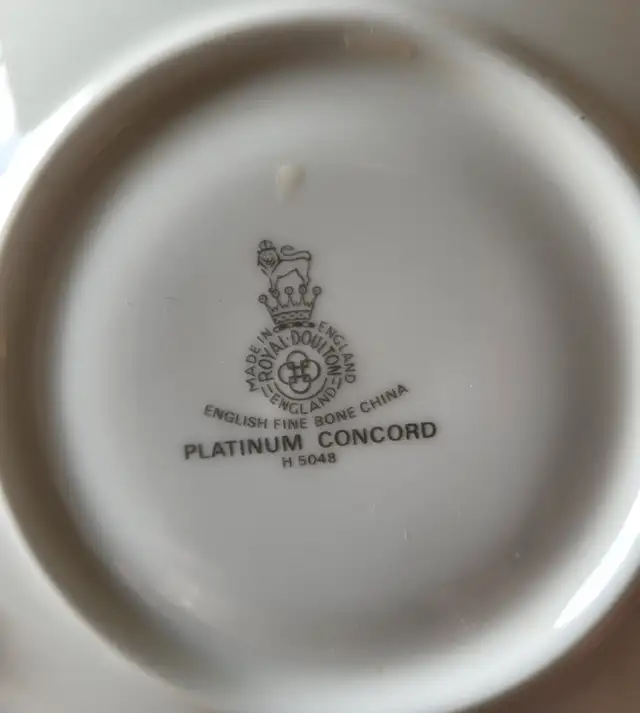 MADE IN ENGLAND
ROYAL·DOULTON
ENGLAND
ENGLISH FINE BONE CHINA
PLATINUM CONCORD
H 5048